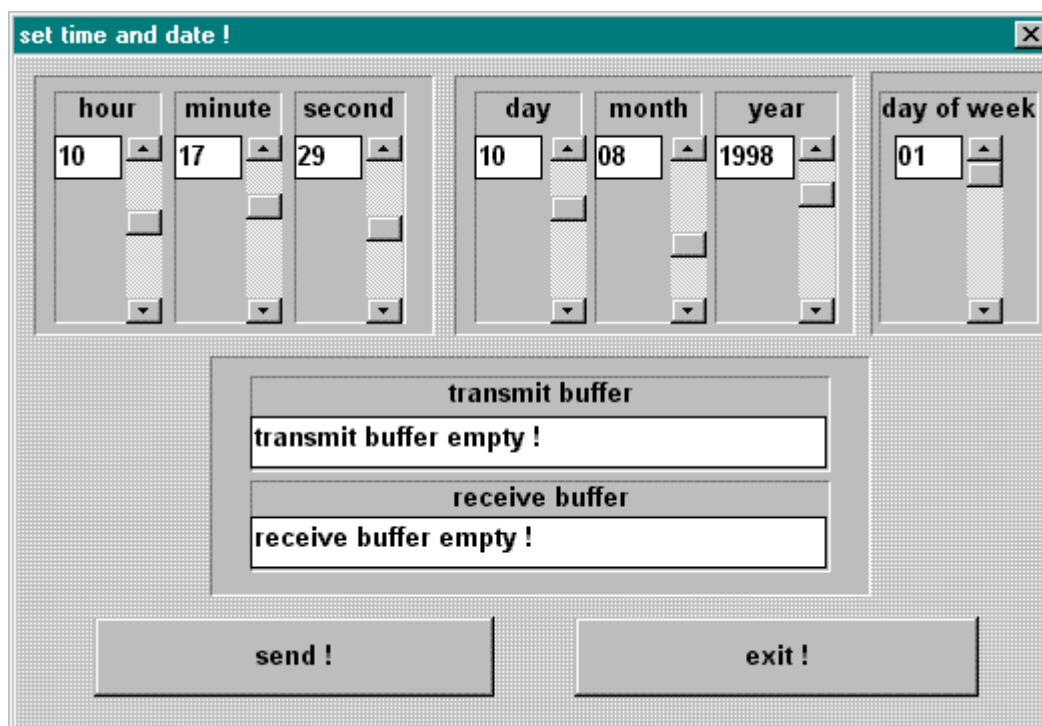 set time and date !
hour minute second day month year day of week
10 17 29 10 08 1998 01
transmit buffer
transmit buffer empty !
receive buffer
receive buffer empty !
send ! exit !